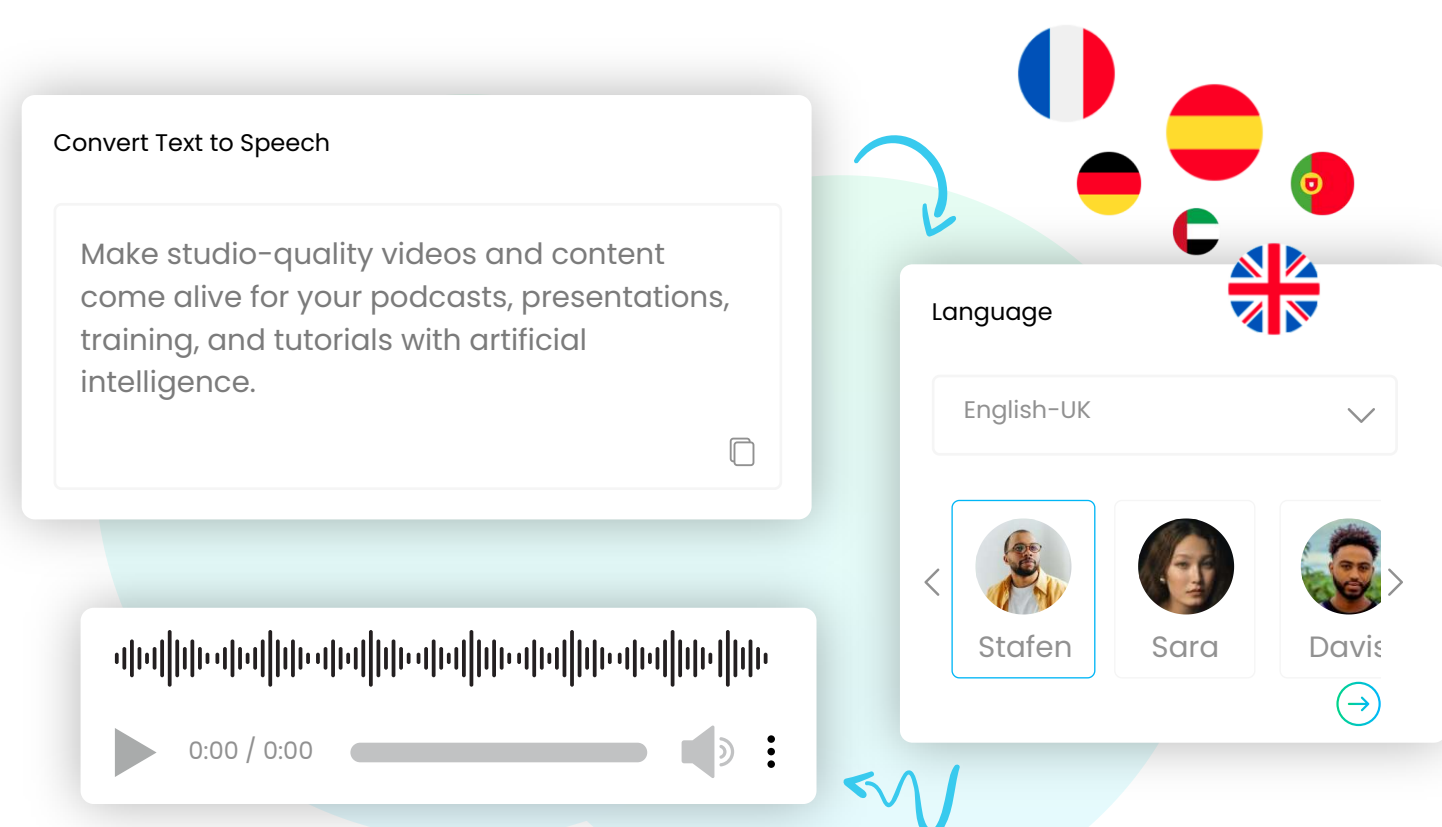 Convert Text to Speech
Make studio-quality videos and content
come alive for your podcasts, presentations,
training, and tutorials with artificial
intelligence.
Language
English-UK
Stafen
Sara
0:00 / 0:00